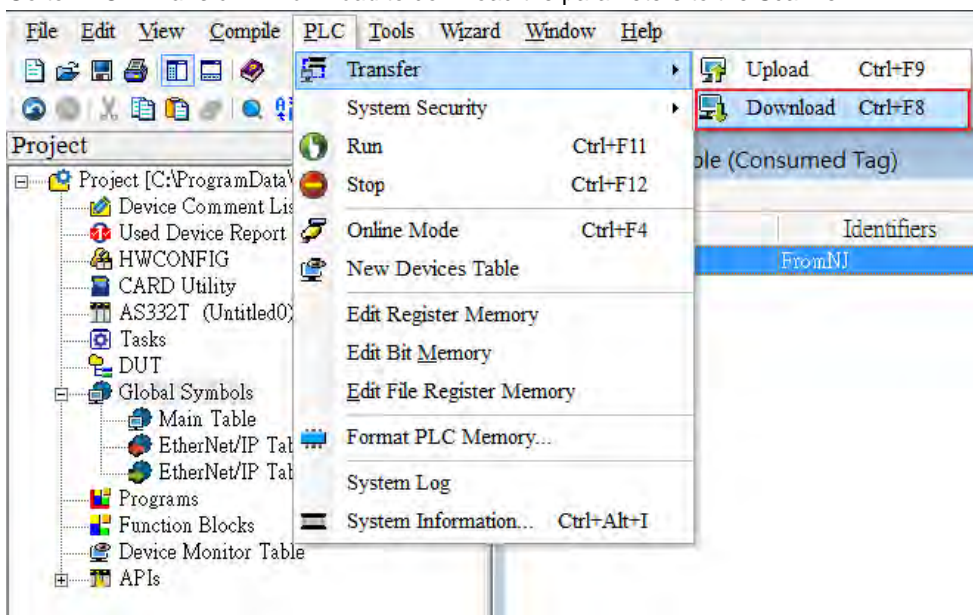 File Edit View Compile PLC Tools Wizard Window Help
Transfer
Upload Ctrl+F9
System Security
Download Ctrl+F8
Project
Run Ctrl+F11
(Consumed Tag)
Project [C:\ProgramData\
Stop Ctrl+F12
Device Comment Lis
Used Device Report
Online Mode Ctrl+F4
Identifiers
HWCONFIG
New Devices Table
FromNJ
CARD Utility
AS332T (Untitled0)
Edit Register Memory
Tasks
Edit Bit Memory
DUT
Edit File Register Memory
Global Symbols
Main Table
Format PLC Memory...
EtherNet/IP Tab
EtherNet/IP Tab
System Log
Programs
System Information... Ctrl+Alt+I
Function Blocks
Device Monitor Table
APIs